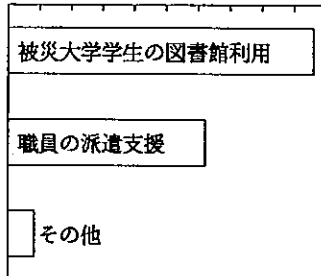 被災大学学生の図書館利用
職員の派遣支援
その他